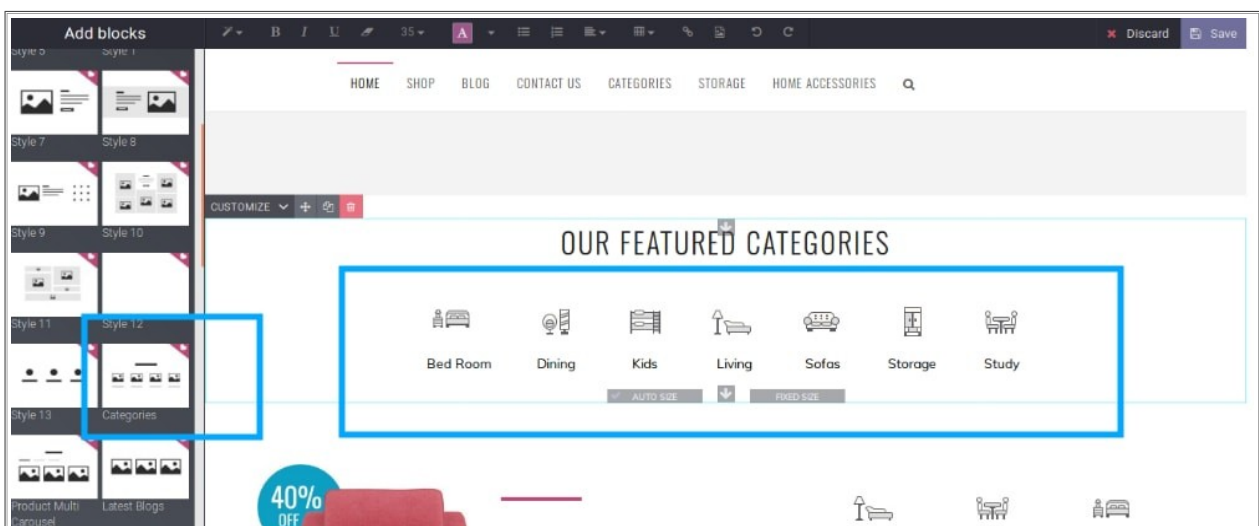 Add blocks
B I U 35 A
Discard Save
Style 5 Style 1
HOME SHOP BLOG CONTACT US CATEGORIES STORAGE HOME ACCESSORIES
Style 7 Style 8
CUSTOMIZE
Style 9 Style 10
OUR FEATURED CATEGORIES
Style 11 Style 12
Bed Room Dining Kids Living Sofas Storage Study
AUTO SIZE FIXED SIZE
Style 13 Categories
Product Multi Latest Blogs
Carousel
40%
OFF